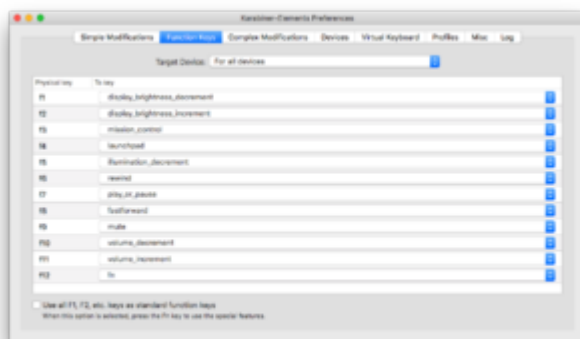 Karabiner-Elements Preferences
Simple Modifications Function Keys Complex Modifications Devices Virtual Keyboard Profiles Misc Log
Target Device: For all devices
Physical key To key
f1 display_brightness_decrement
f2 display_brightness_increment
f3 mission_control
f4 launchpad
f5 illumination_decrement
f6 rewind
f7 play_or_pause
f8 fastforward
f9 mute
f10 volume_decrement
f11 volume_increment
f12 fn
Use all F1, F2, etc. keys as standard function keys
When this option is selected, press the Fn key to use the special features.